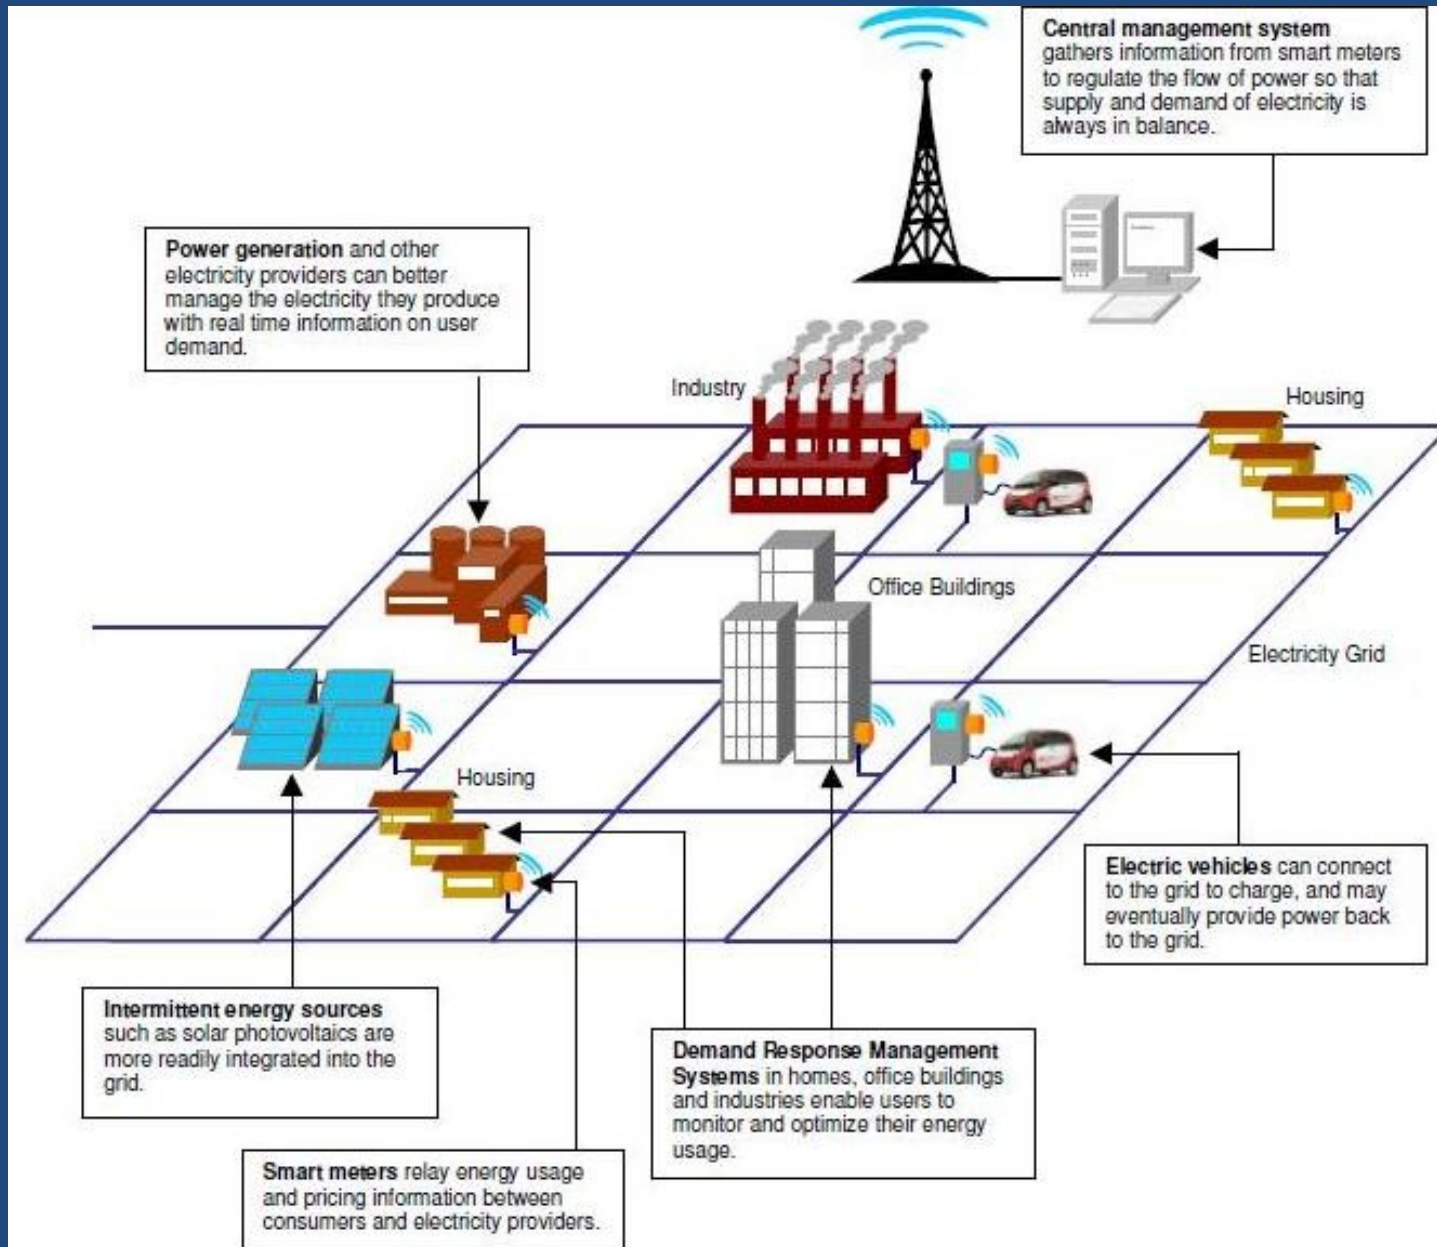 Central management system
gathers information from smart meters
to regulate the flow of power so that
supply and demand of electricity is
always in balance.
Power generation and other
electricity providers can better
manage the electricity they produce
with real time information on user
demand.
Industry
Housing
Office Buildings
Electricity Grid
Housing
Electric vehicles can connect
to the grid to charge, and may
eventually provide power back
to the grid.
Intermittent energy sources
such as solar photovoltaics are
more readily integrated into the
grid.
Demand Response Management
Systems in homes, office buildings
and industries enable users to
monitor and optimize their energy
usage.
Smart meters relay energy usage
and pricing information between
consumers and electricity providers.